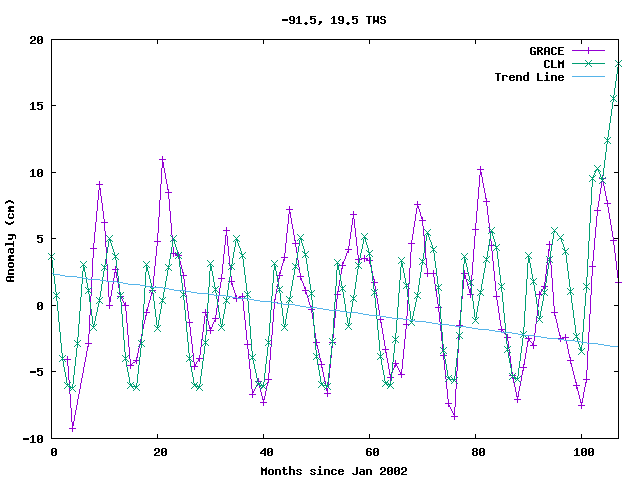 -91.5, 19.5 TWS
GRACE
CLM
Trend Line
20
15
10
5
0
-5
-10
Anomaly (cm)
0 20 40 60 80 100
Months since Jan 2002